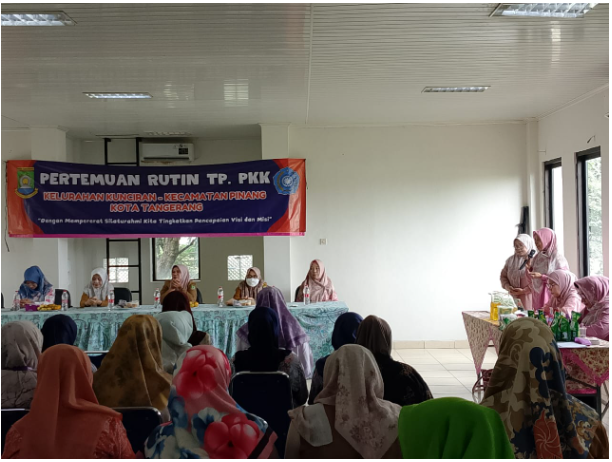 PERTEMUAN RUTIN TP. PKK
KELURAHAN KUNCIRAN - KECAMATAN PINANG
KOTA TANGERANG
"Dengan Mempererat Silaturahmi Kita Tingkatkan Pencapaian Visi dan Misi"